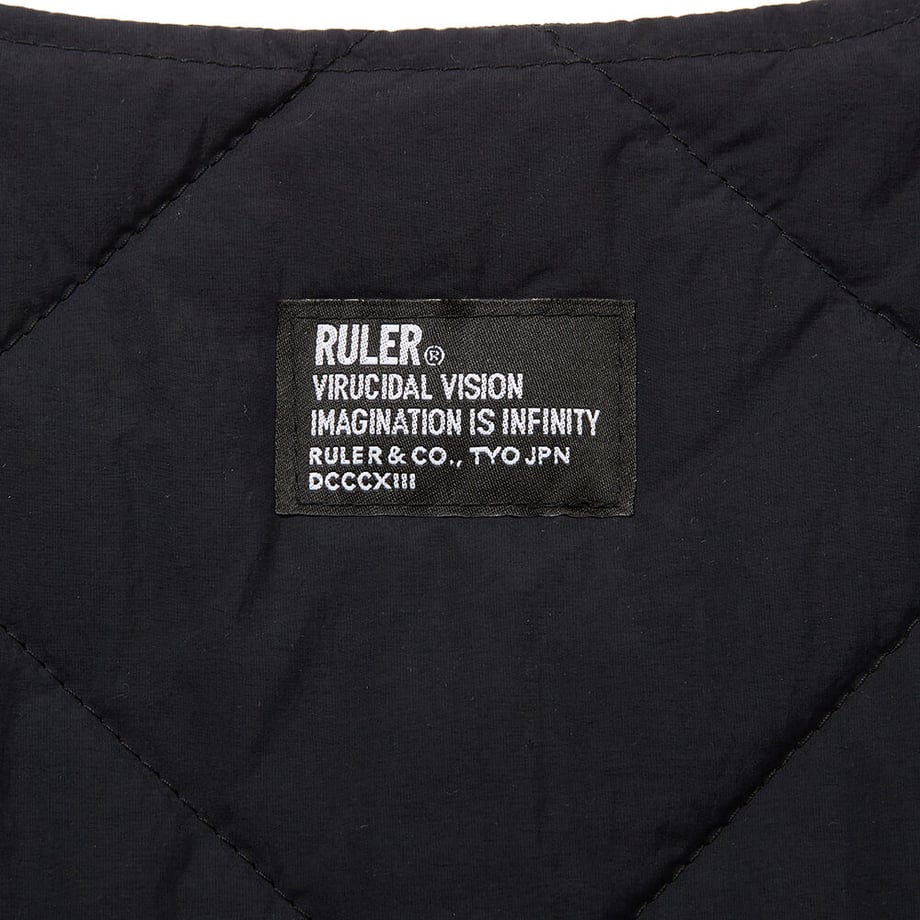 RULER®
VIRUCIDAL VISION
IMAGINATION IS INFINITY
RULER & CO., TYO JPN
DCCCXIII